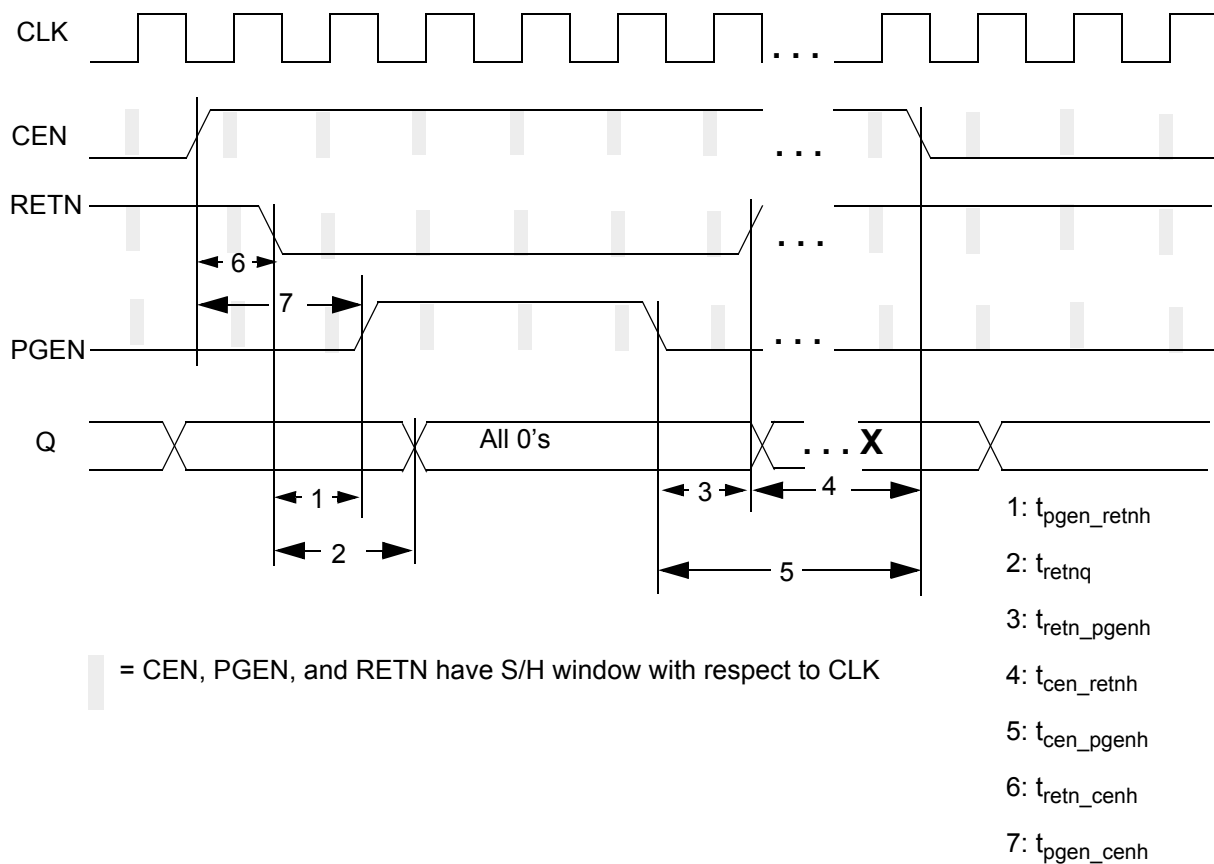 CLK
. . .
CEN
. . .
RETN
. . .
6
7
PGEN
. . .
Q
All 0's
. . . X
1
3
4
2
5
1: tpgen_retnh
2: tretnq
3: tretn_pgenh
4: tcen_retnh
5: tcen_pgenh
6: tretn_cenh
7: tpgen_cenh
= CEN, PGEN, and RETN have S/H window with respect to CLK